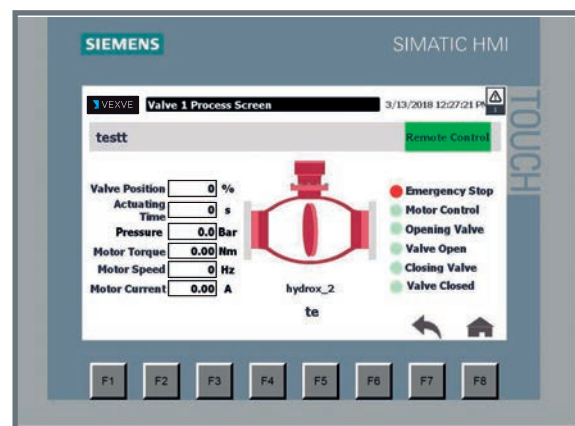 SIEMENS
SIMATIC HMI
TOUCH
VEXVE
Valve 1 Process Screen
3/13/2018 12:27:21 PM
1
testt
Remote Control
Valve Position 0 %
Actuating
Time 0 s
Pressure 0.0 Bar
Motor Torque 0.00 Nm
Motor Speed 0 Hz
Motor Current 0.00 A
hydrox_2
te
Emergency Stop
Motor Control
Opening Valve
Valve Open
Closing Valve
Valve Closed
F1 F2 F3 F4 F5 F6 F7 F8